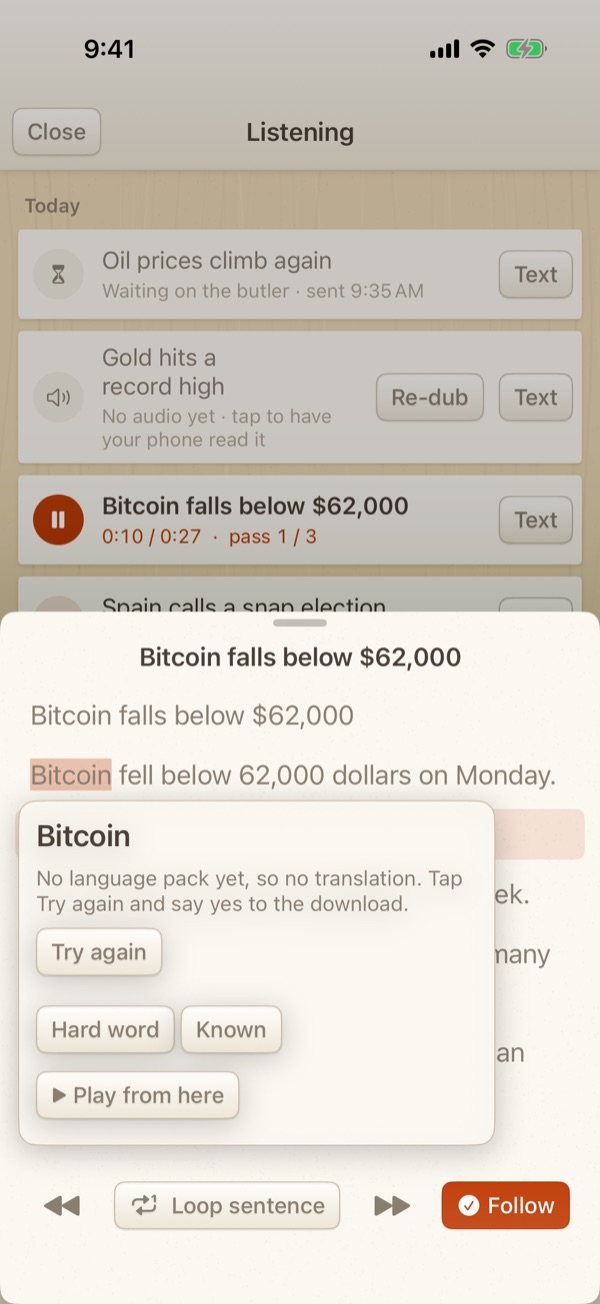 9:41
Close
Listening
Today
Oil prices climb again
Waiting on the butler · sent 9:35 AM
Text
Gold hits a
record high
No audio yet · tap to have
your phone read it
Re-dub
Text
Bitcoin falls below $62,000
0:10 / 0:27 · pass 1 / 3
Text
Spain calls a snap election
Bitcoin falls below $62,000
Bitcoin falls below $62,000
Bitcoin fell below 62,000 dollars on Monday.
Bitcoin
No language pack yet, so no translation. Tap
Try again and say yes to the download.
ek.
Try again
many
Hard word
Known
an
Play from here
Loop sentence
Follow